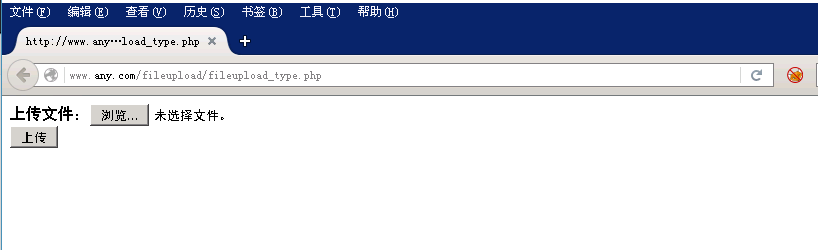 文件(F) 编辑(E) 查看(V) 历史(S) 书签(B) 工具(T) 帮助(H)
http://www.any…load_type.php × +
www.any.com/fileupload/fileupload_type.php
上传文件： 浏览... 未选择文件。
上传